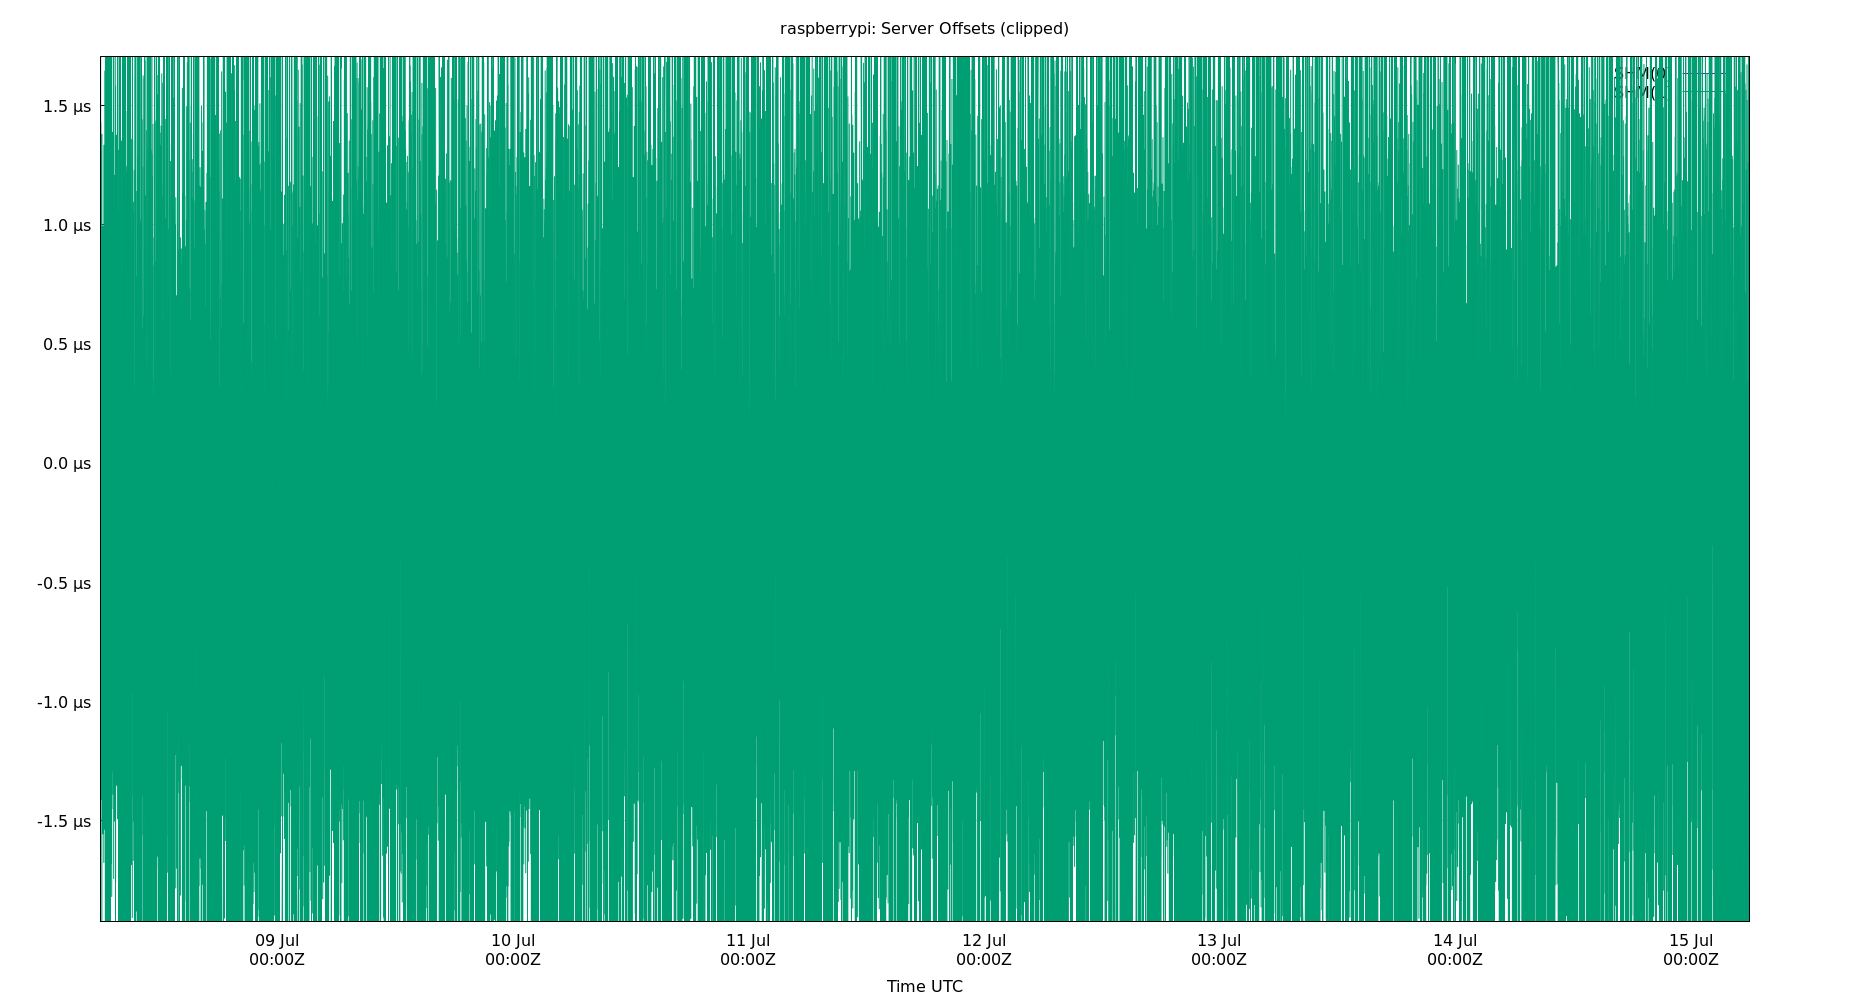 raspberrypi: Server Offsets (clipped)
1.5 µs
1.0 µs
0.5 µs
0.0 µs
-0.5 µs
-1.0 µs
-1.5 µs
09 Jul
00:00Z
10 Jul
00:00Z
11 Jul
00:00Z
12 Jul
00:00Z
13 Jul
00:00Z
14 Jul
00:00Z
15 Jul
00:00Z
Time UTC